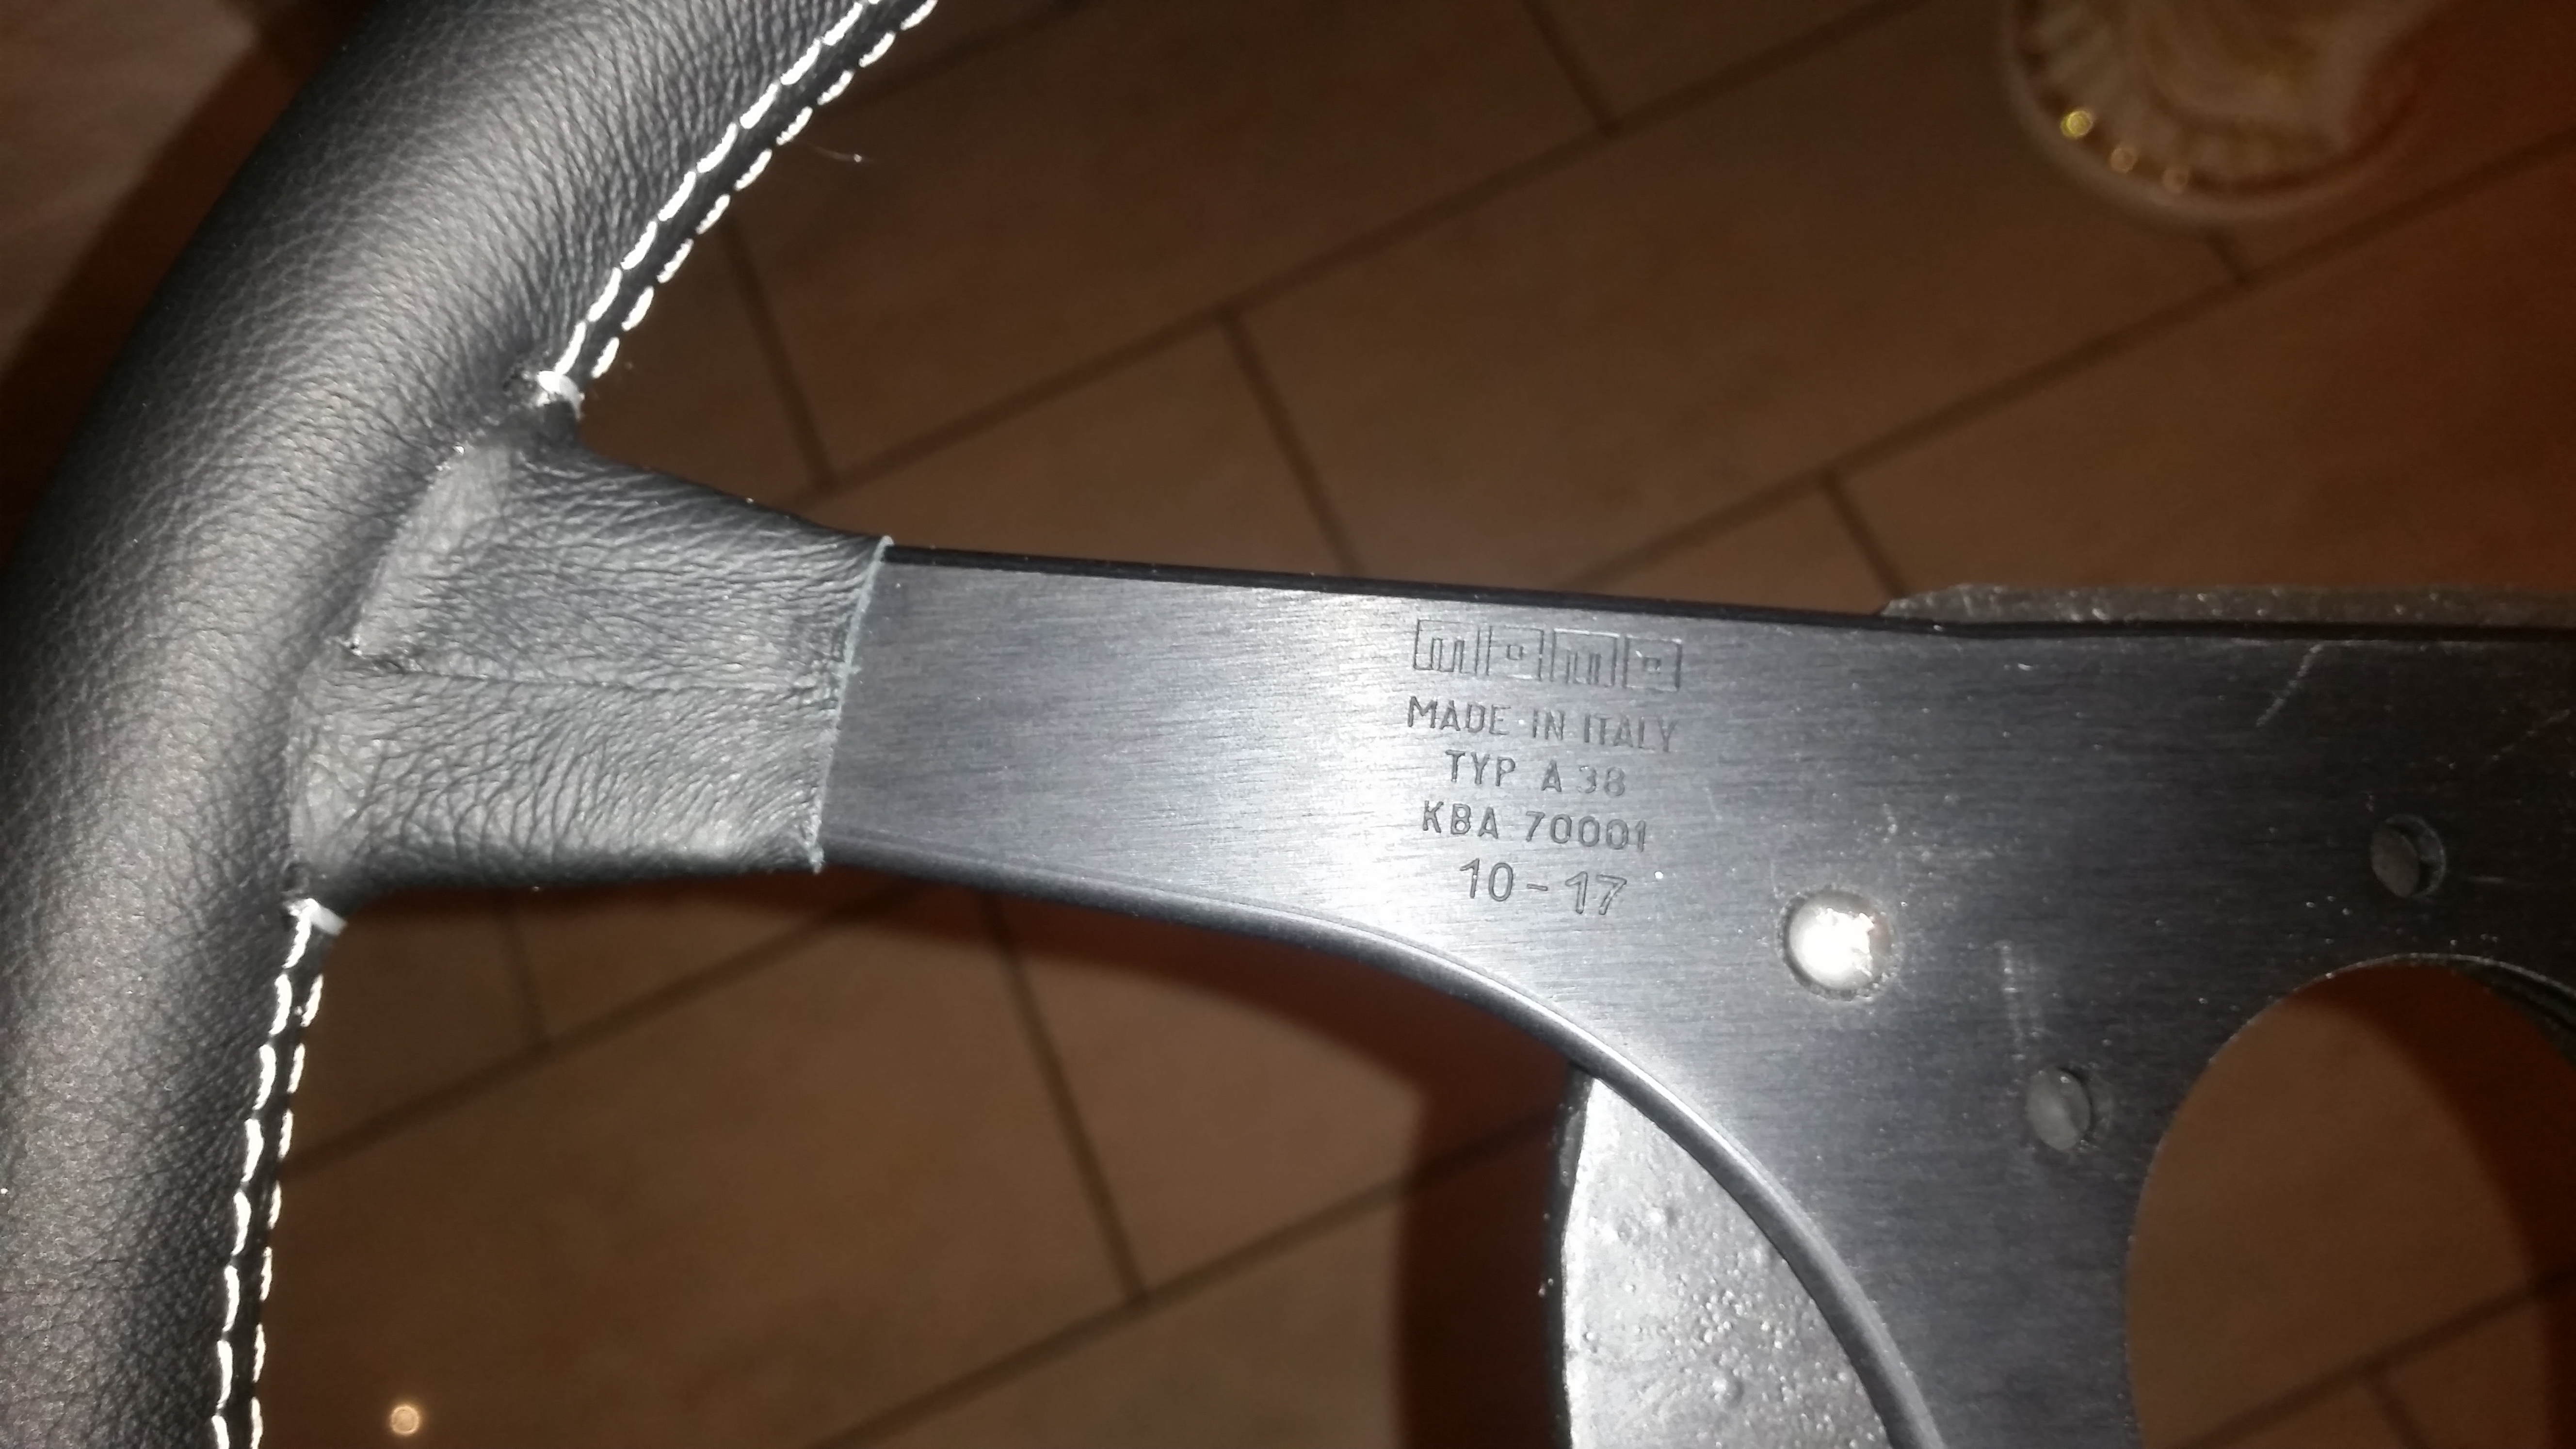 momo
MADE IN ITALY
TYP A 38
KBA 70001
10-17